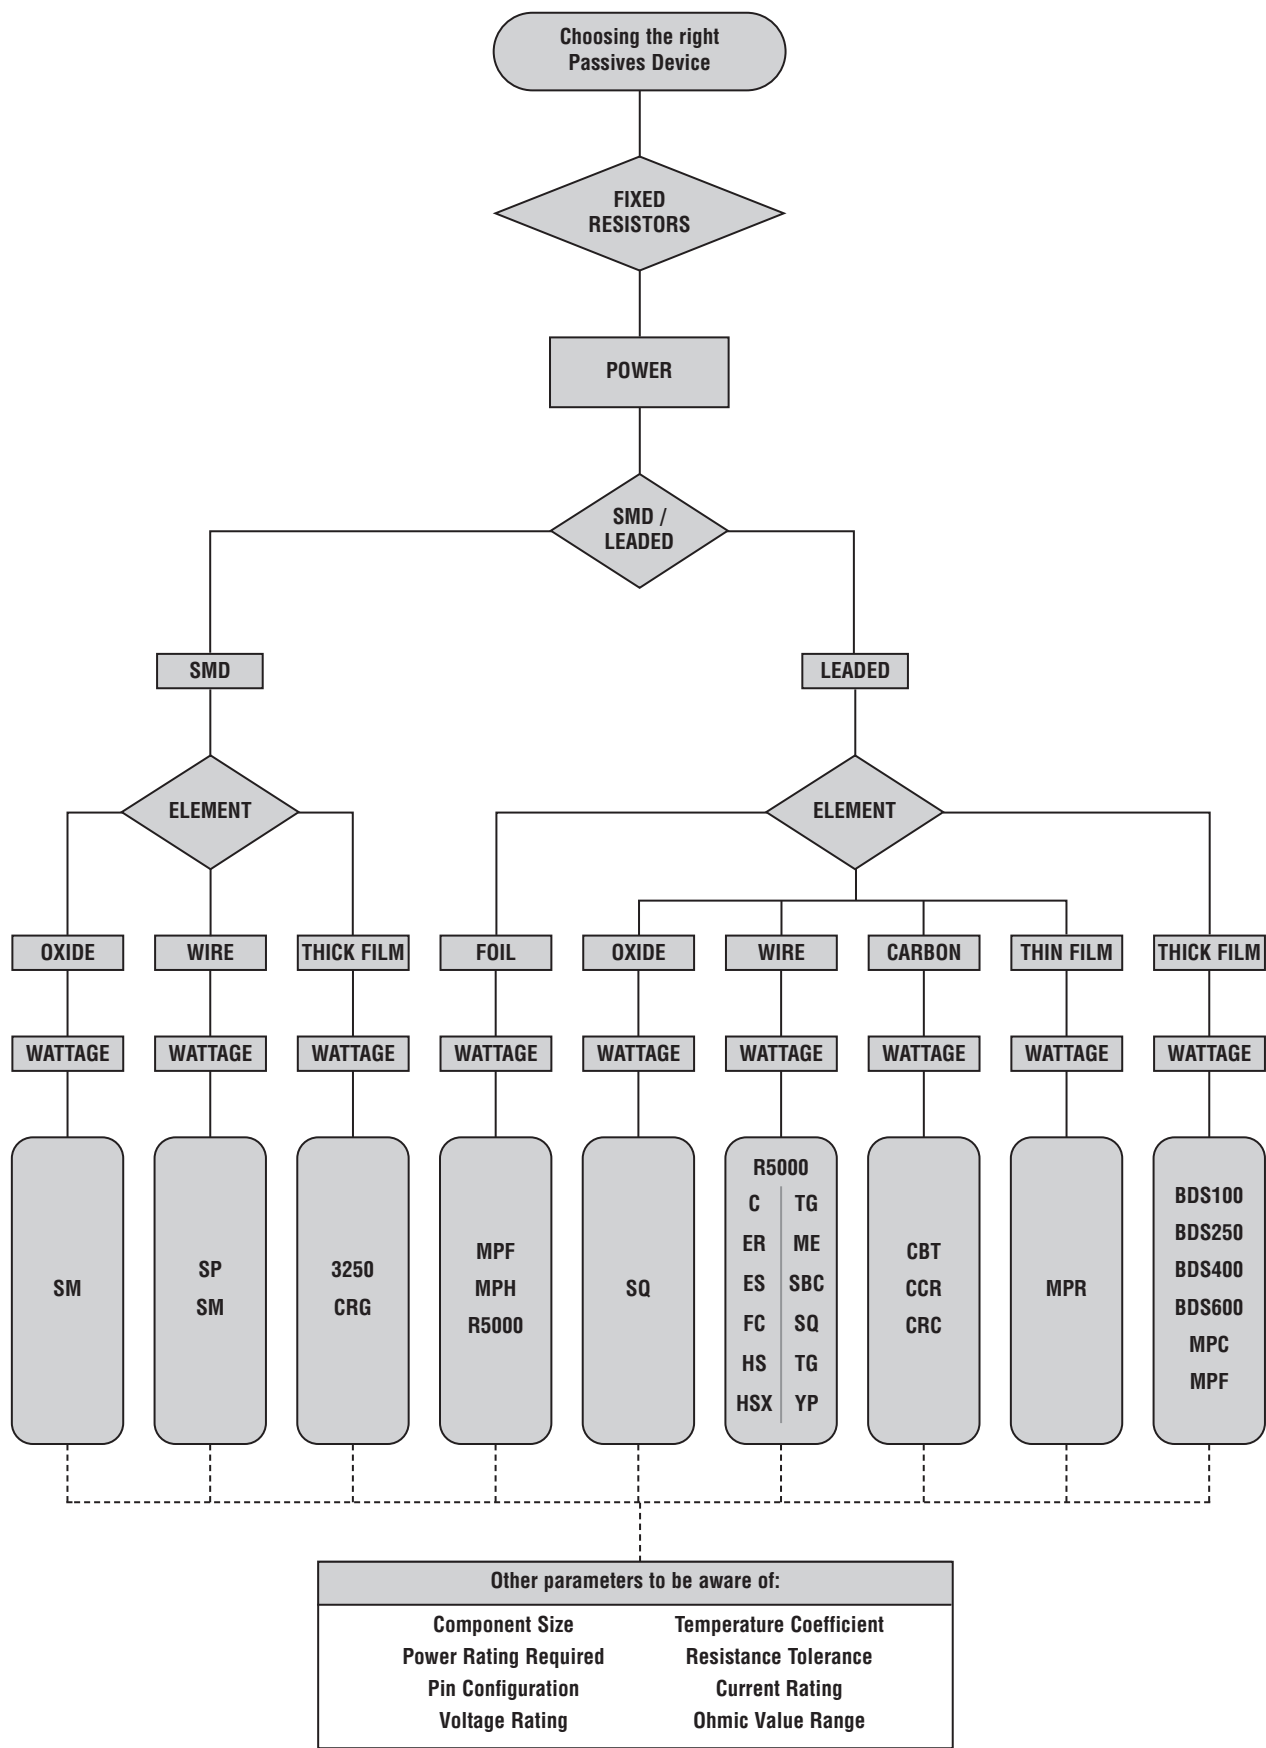 Choosing the right
Passives Device
FIXED
RESISTORS
POWER
SMD /
LEADED
SMD
LEADED
ELEMENT
ELEMENT
OXIDE
WIRE
THICK FILM
FOIL
OXIDE
WIRE
CARBON
THIN FILM
THICK FILM
WATTAGE
WATTAGE
WATTAGE
WATTAGE
WATTAGE
WATTAGE
WATTAGE
WATTAGE
WATTAGE
SM
SP
SM
3250
CRG
MPF
MPH
R5000
SQ
R5000
C TG
ER ME
ES SBC
FC SQ
HS TG
HSX YP
CBT
CCR
CRC
MPR
BDS100
BDS250
BDS400
BDS600
MPC
MPF
Other parameters to be aware of:
Component Size Temperature Coefficient
Power Rating Required Resistance Tolerance
Pin Configuration Current Rating
Voltage Rating Ohmic Value Range